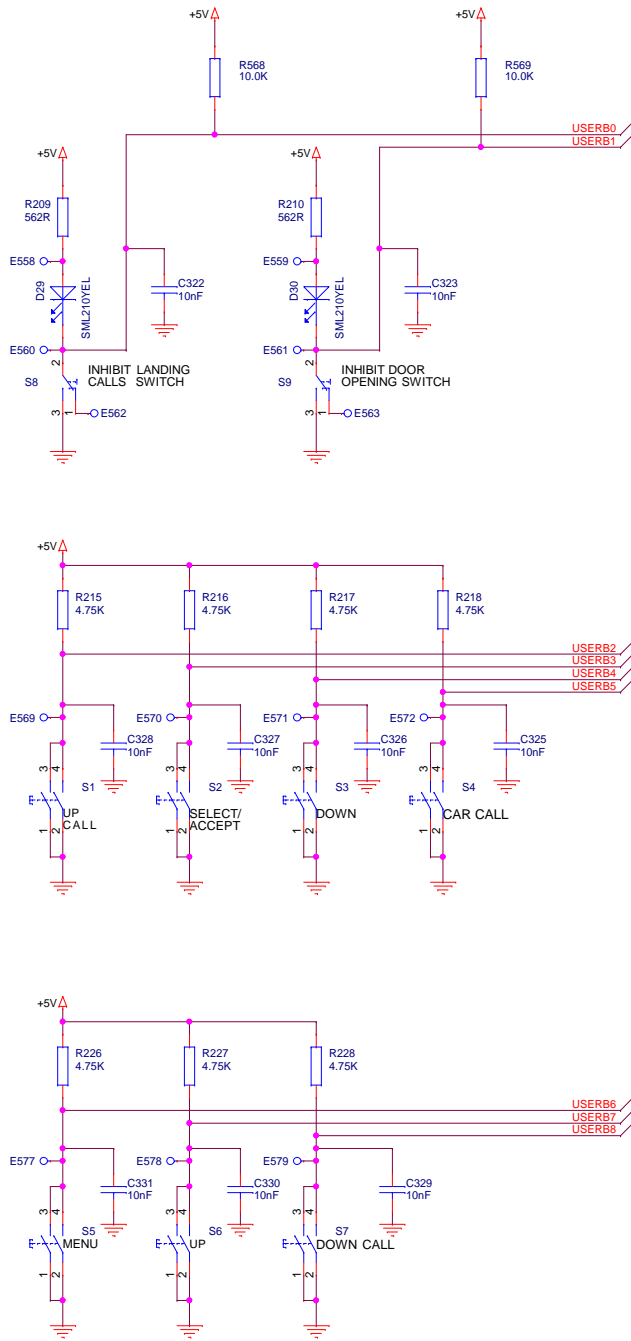 +5V
+5V
R568
10.0K
R569
10.0K
USERB0
USERB1
+5V
+5V
R209
562R
R210
562R
E558
E559
C322
10nF
C323
10nF
D29
SML210YEL
D30
SML210YEL
E560
E561
2
INHIBIT LANDING
CALLS SWITCH
2
INHIBIT DOOR
OPENING SWITCH
S8
S9
3
1
E562
3
1
E563
+5V
R215
4.75K
R216
4.75K
R217
4.75K
R218
4.75K
USERB2
USERB3
USERB4
USERB5
E569
E570
E571
E572
C328
10nF
C327
10nF
C326
10nF
C325
10nF
3
4
S1
3
4
S2
3
4
S3
3
4
S4
UP
CALL
SELECT/
ACCEPT
DOWN
CAR CALL
1
2
1
2
1
2
1
2
+5V
R226
4.75K
R227
4.75K
R228
4.75K
USERB6
USERB7
USERB8
E577
E578
E579
C331
10nF
C330
10nF
C329
10nF
3
4
S5
3
4
S6
3
4
S7
MENU
UP
DOWN CALL
1
2
1
2
1
2